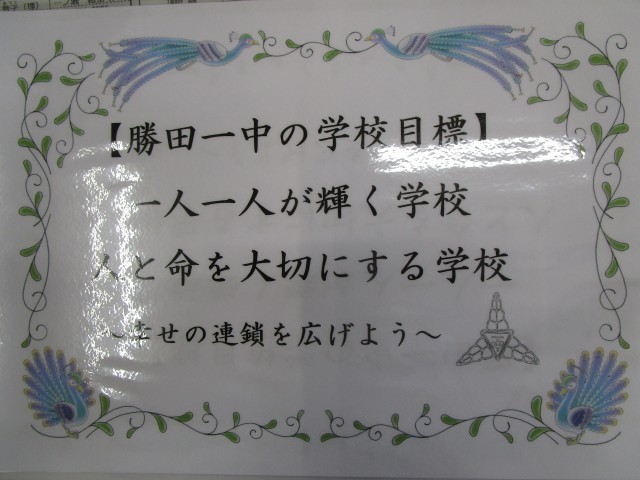 【勝田一中の学校目標】
一人一人が輝く学校
人と命を大切にする学校
～幸せの連鎖を広げよう～